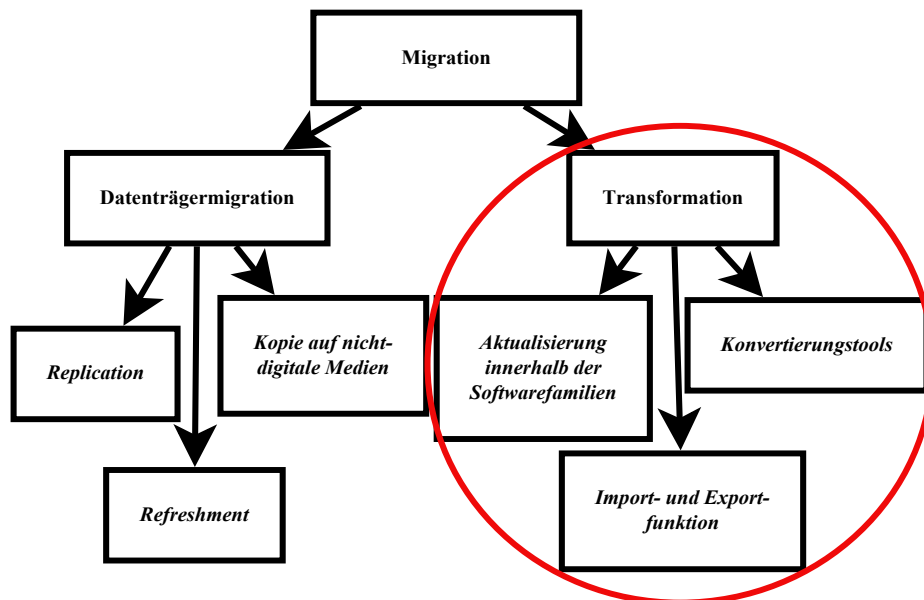 Migration
Datenträgermigration
Transformation
Replication
Kopie auf nicht-
digitale Medien
Refreshment
Aktualisierung
innerhalb der
Softwarefamilien
Konvertierungstools
Import- und Export-
funktion